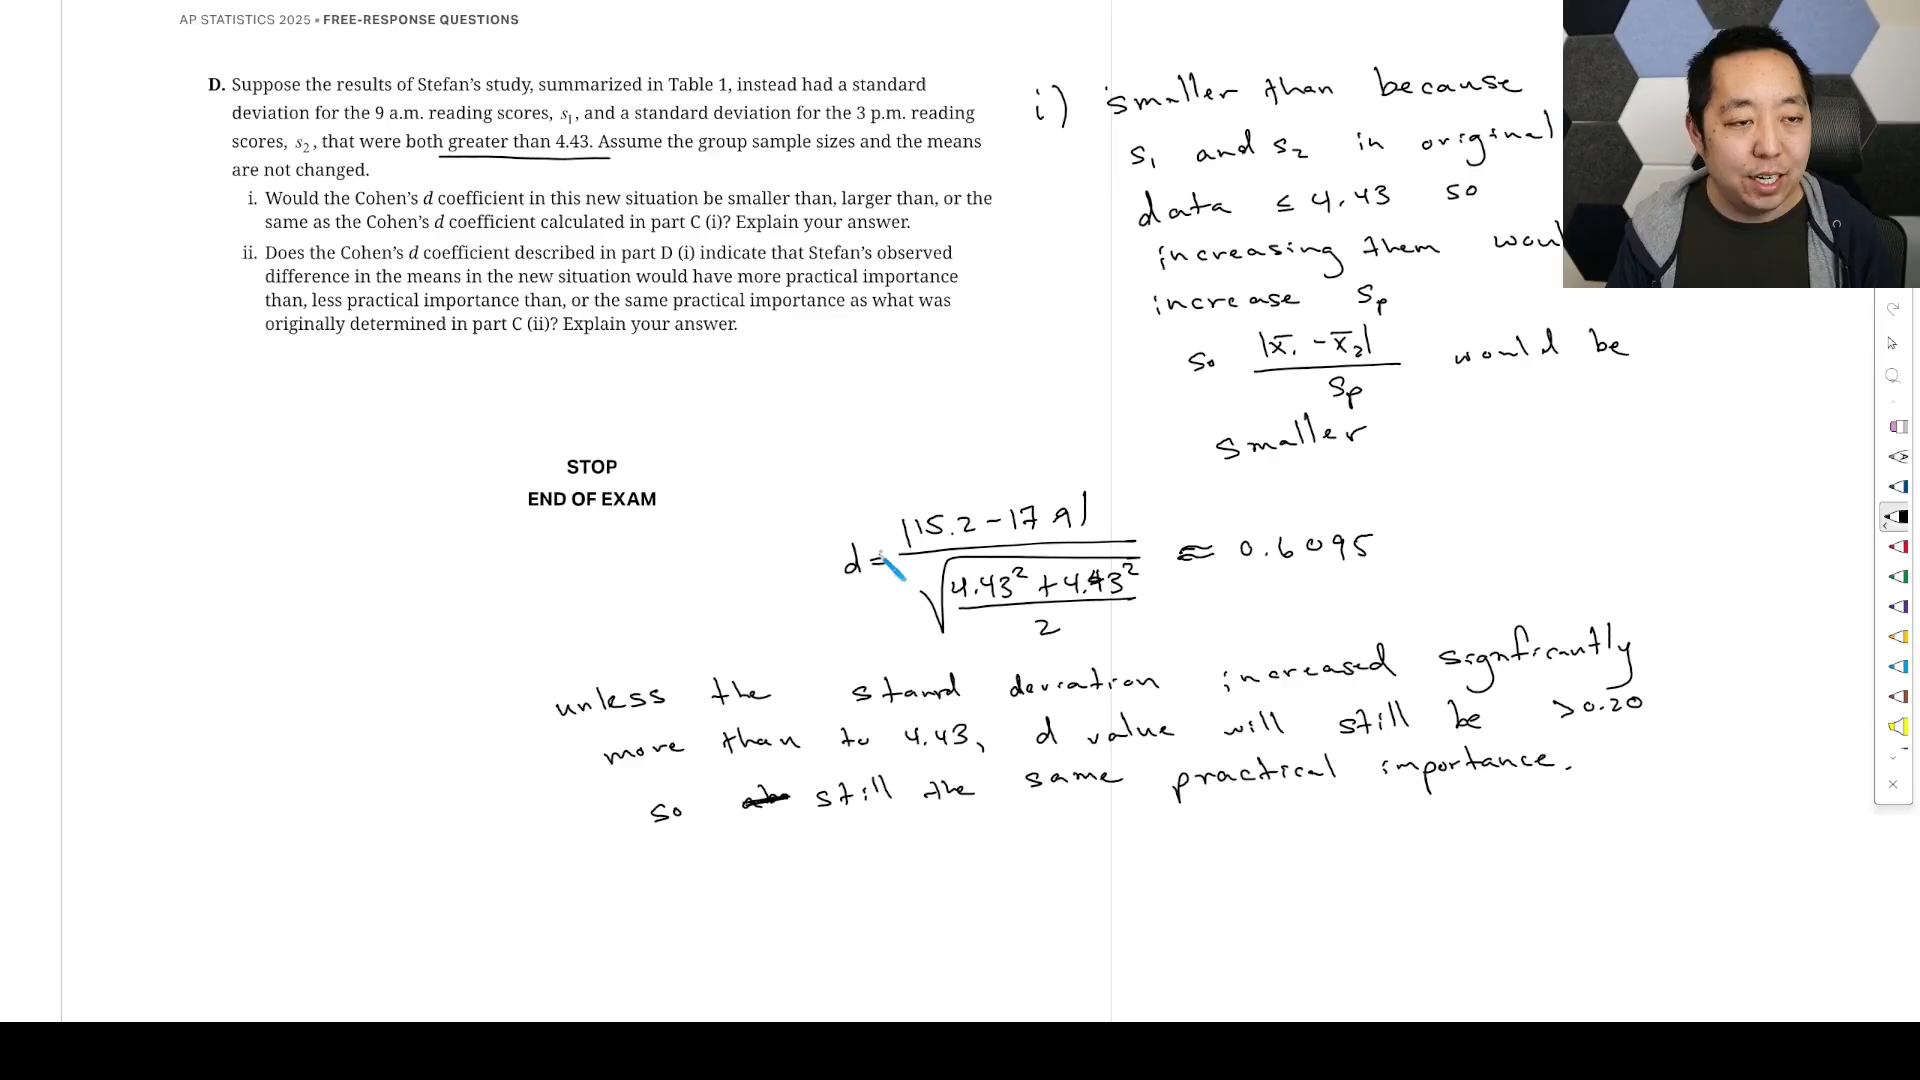 AP STATISTICS 2025 ▪ FREE-RESPONSE QUESTIONS
D. Suppose the results of Stefan’s study, summarized in Table 1, instead had a standard
deviation for the 9 a.m. reading scores, s₁, and a standard deviation for the 3 p.m. reading
scores, s₂, that were both greater than 4.43. Assume the group sample sizes and the means
are not changed.
i. Would the Cohen’s d coefficient in this new situation be smaller than, larger than, or the
same as the Cohen’s d coefficient calculated in part C (i)? Explain your answer.
ii. Does the Cohen’s d coefficient described in part D (i) indicate that Stefan’s observed
difference in the means in the new situation would have more practical importance
than, less practical importance than, or the same practical importance as what was
originally determined in part C (ii)? Explain your answer.
STOP
END OF EXAM
i) smaller than because
s₁ and s₂ in original
data ≤ 4.43 so
increasing them woul
increase Sp
so |x̄₁ - x̄₂| / Sp would be
smaller
d = |15.2 - 17.9| / √((4.43² + 4.43²) / 2) ≈ 0.6095
unless the stanrd deviation increased signficantly
more than to 4.43, d value will still be > 0.20
so still the same practical importance.